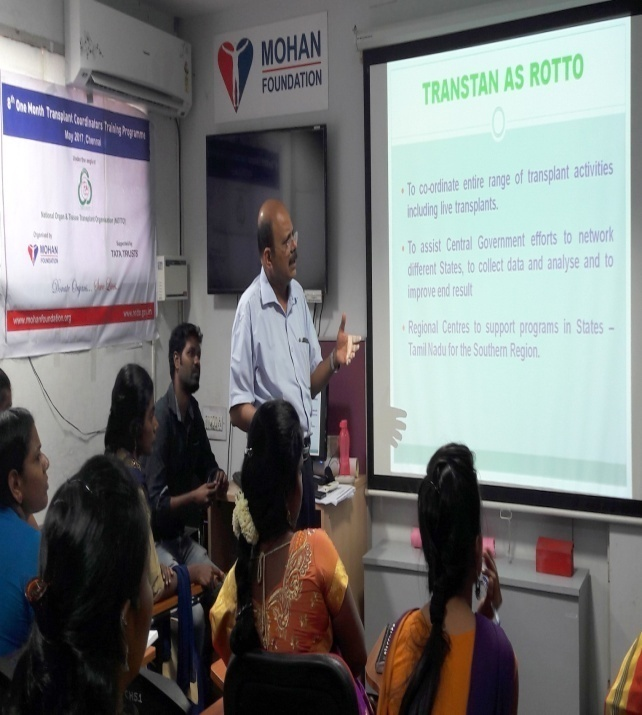 MOHAN
FOUNDATION
8th One Month Transplant Coordinators Training Programme
May 2017, Chennai
Under the aegis of
National Organ & Tissue Transplant Organisation (NOTTO)
Organised by
MOHAN
FOUNDATION
Supported by
TATA TRUSTS
Donate Organs... Save Lives...
www.mohanfoundation.org
TRANSTAN AS ROTTO
• To co-ordinate entire range of transplant activities
including live transplants.
• To assist Central Government efforts to network
different States, to collect data and analyse and to
improve end result
• Regional Centres to support programs in States –
Tamil Nadu for the Southern Region.